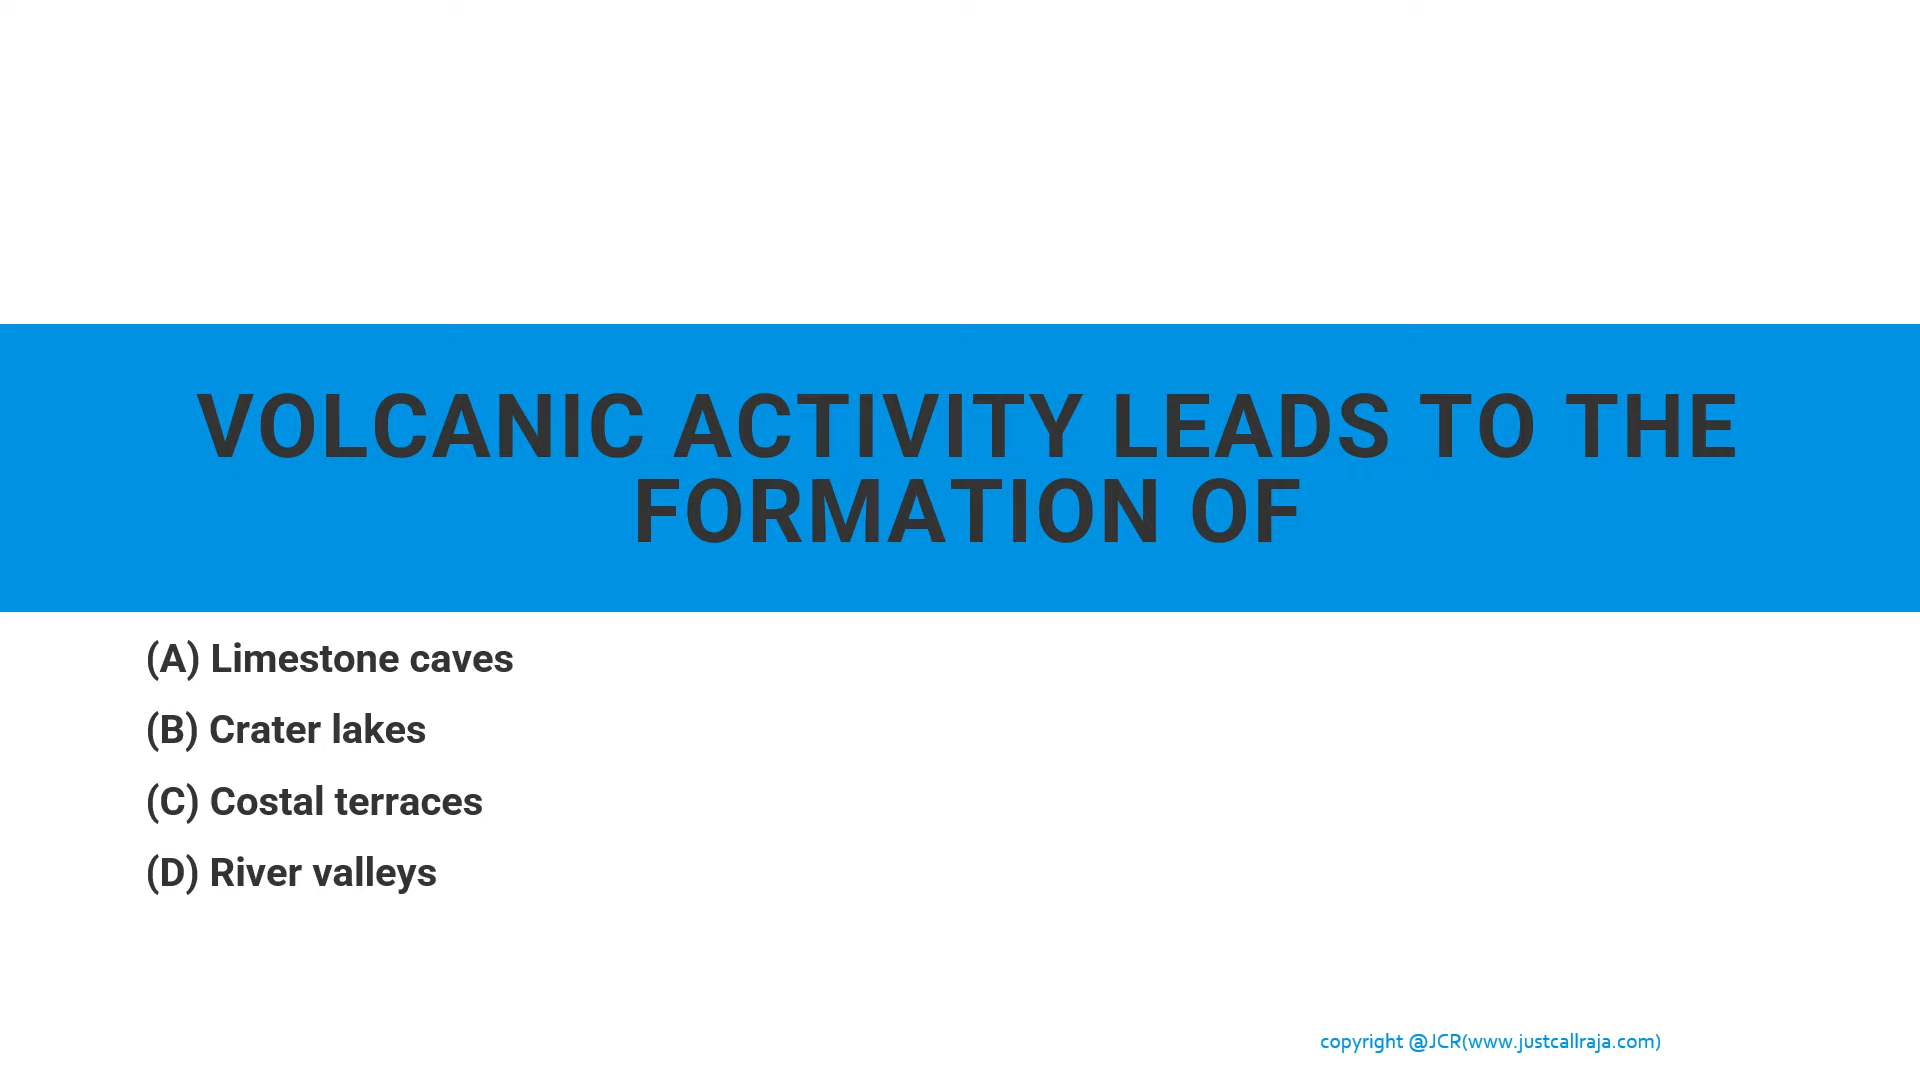 VOLCANIC ACTIVITY LEADS TO THE
FORMATION OF
(A) Limestone caves
(B) Crater lakes
(C) Costal terraces
(D) River valleys
copyright @JCR(www.justcallraja.com)